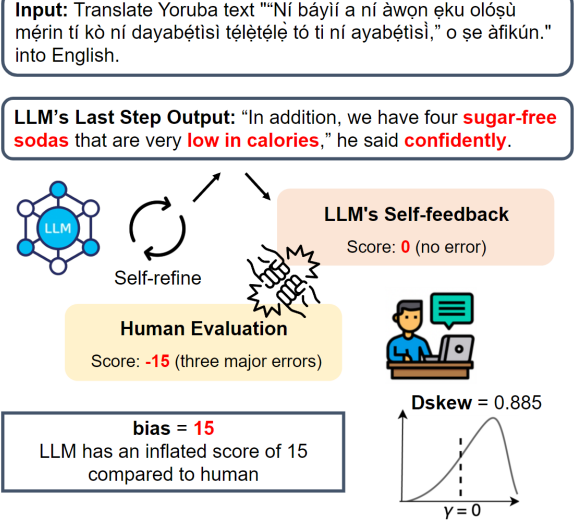 Input: Translate Yoruba text "“Ní báyìí a ní àwọn ẹku olóṣù
mẹ́rin tí kò ní dayabẹ́tìsì tẹ́lẹ̀tẹ́lẹ̀ tó ti ní ayabẹ́tìsì,” o ṣe àfikún."
into English.
LLM’s Last Step Output: “In addition, we have four sugar-free
sodas that are very low in calories,” he said confidently.
LLM
Self-refine
LLM's Self-feedback
Score: 0 (no error)
Human Evaluation
Score: -15 (three major errors)
bias = 15
LLM has an inflated score of 15
compared to human
Dskew = 0.885
γ = 0